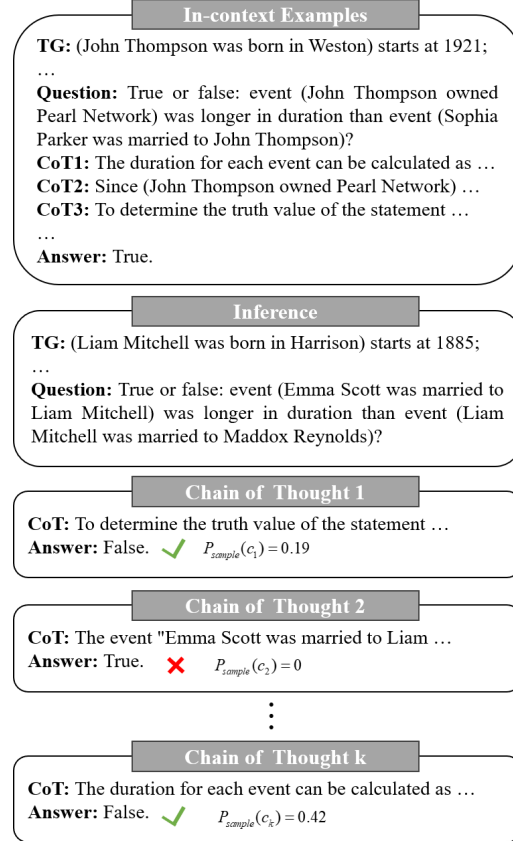 In-context Examples
TG: (John Thompson was born in Weston) starts at 1921;
…
Question: True or false: event (John Thompson owned
Pearl Network) was longer in duration than event (Sophia
Parker was married to John Thompson)?
CoT1: The duration for each event can be calculated as …
CoT2: Since (John Thompson owned Pearl Network) …
CoT3: To determine the truth value of the statement …
…
Answer: True.
Inference
TG: (Liam Mitchell was born in Harrison) starts at 1885;
…
Question: True or false: event (Emma Scott was married to
Liam Mitchell) was longer in duration than event (Liam
Mitchell was married to Maddox Reynolds)?
Chain of Thought 1
CoT: To determine the truth value of the statement …
Answer: False. ✓ P_sample(c_1) = 0.19
Chain of Thought 2
CoT: The event "Emma Scott was married to Liam …
Answer: True. ✗ P_sample(c_2) = 0
⋮
Chain of Thought k
CoT: The duration for each event can be calculated as …
Answer: False. ✓ P_sample(c_k) = 0.42